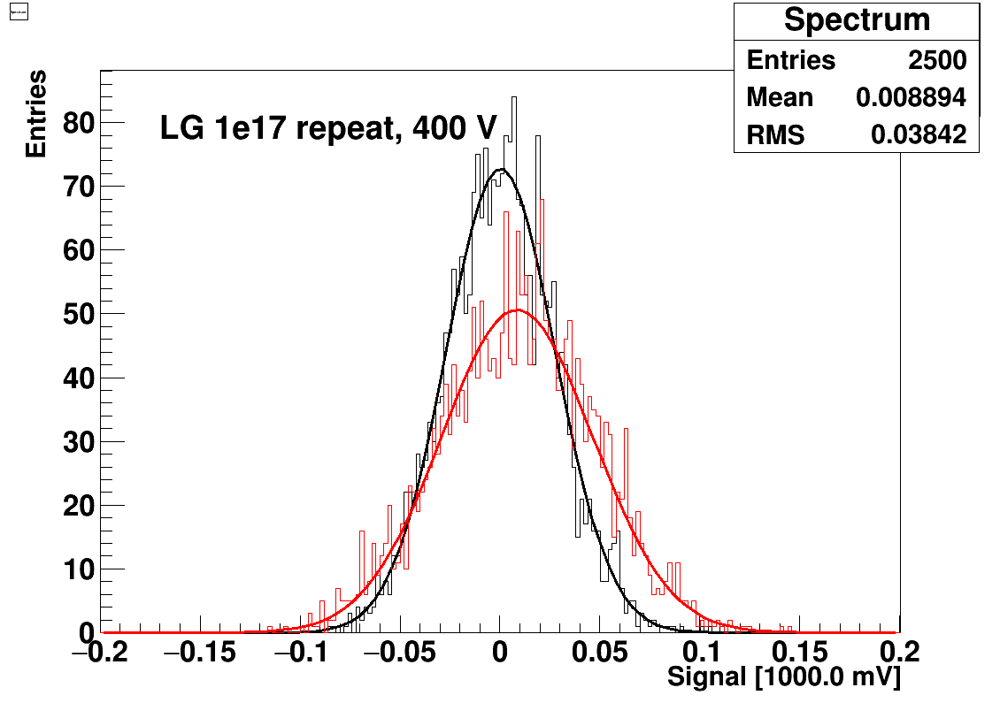 Spectrum
Spectrum
Entries 2500
Mean 0.008894
RMS 0.03842
LG 1e17 repeat, 400 V
Entries
80
70
60
50
40
30
20
10
0
−0.2 −0.15 −0.1 −0.05 0 0.05 0.1 0.15 0.2
Signal [1000.0 mV]